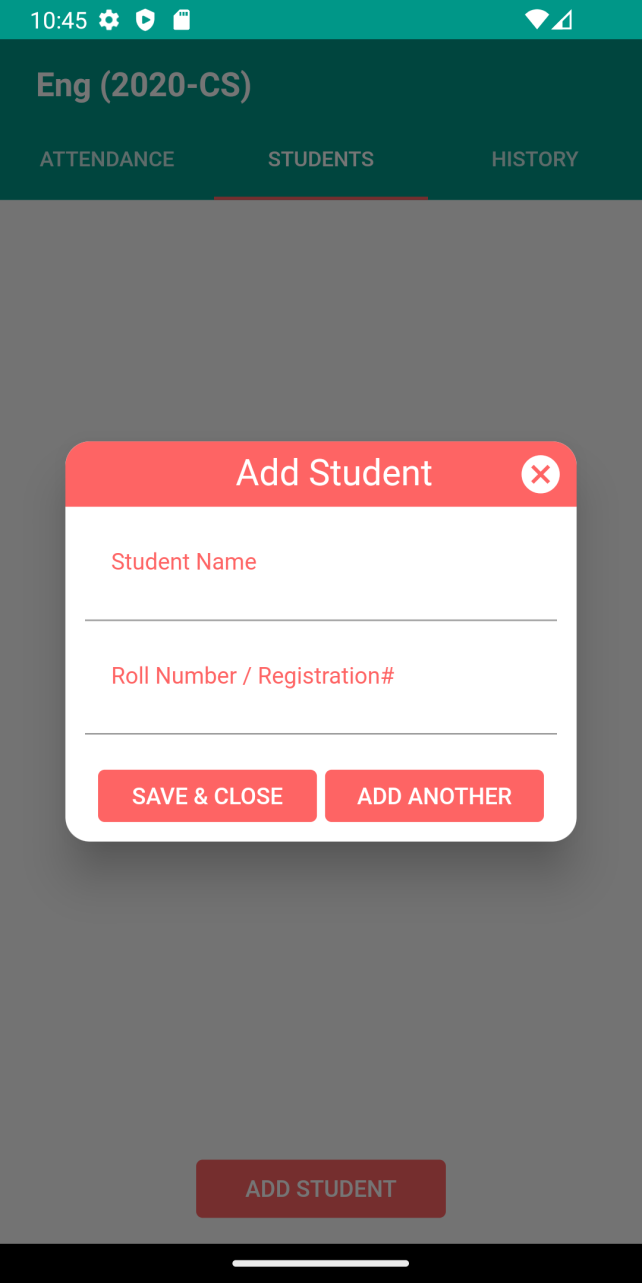 10:45
Eng (2020-CS)
ATTENDANCE STUDENTS HISTORY
Add Student
Student Name
Roll Number / Registration#
SAVE & CLOSE ADD ANOTHER
ADD STUDENT